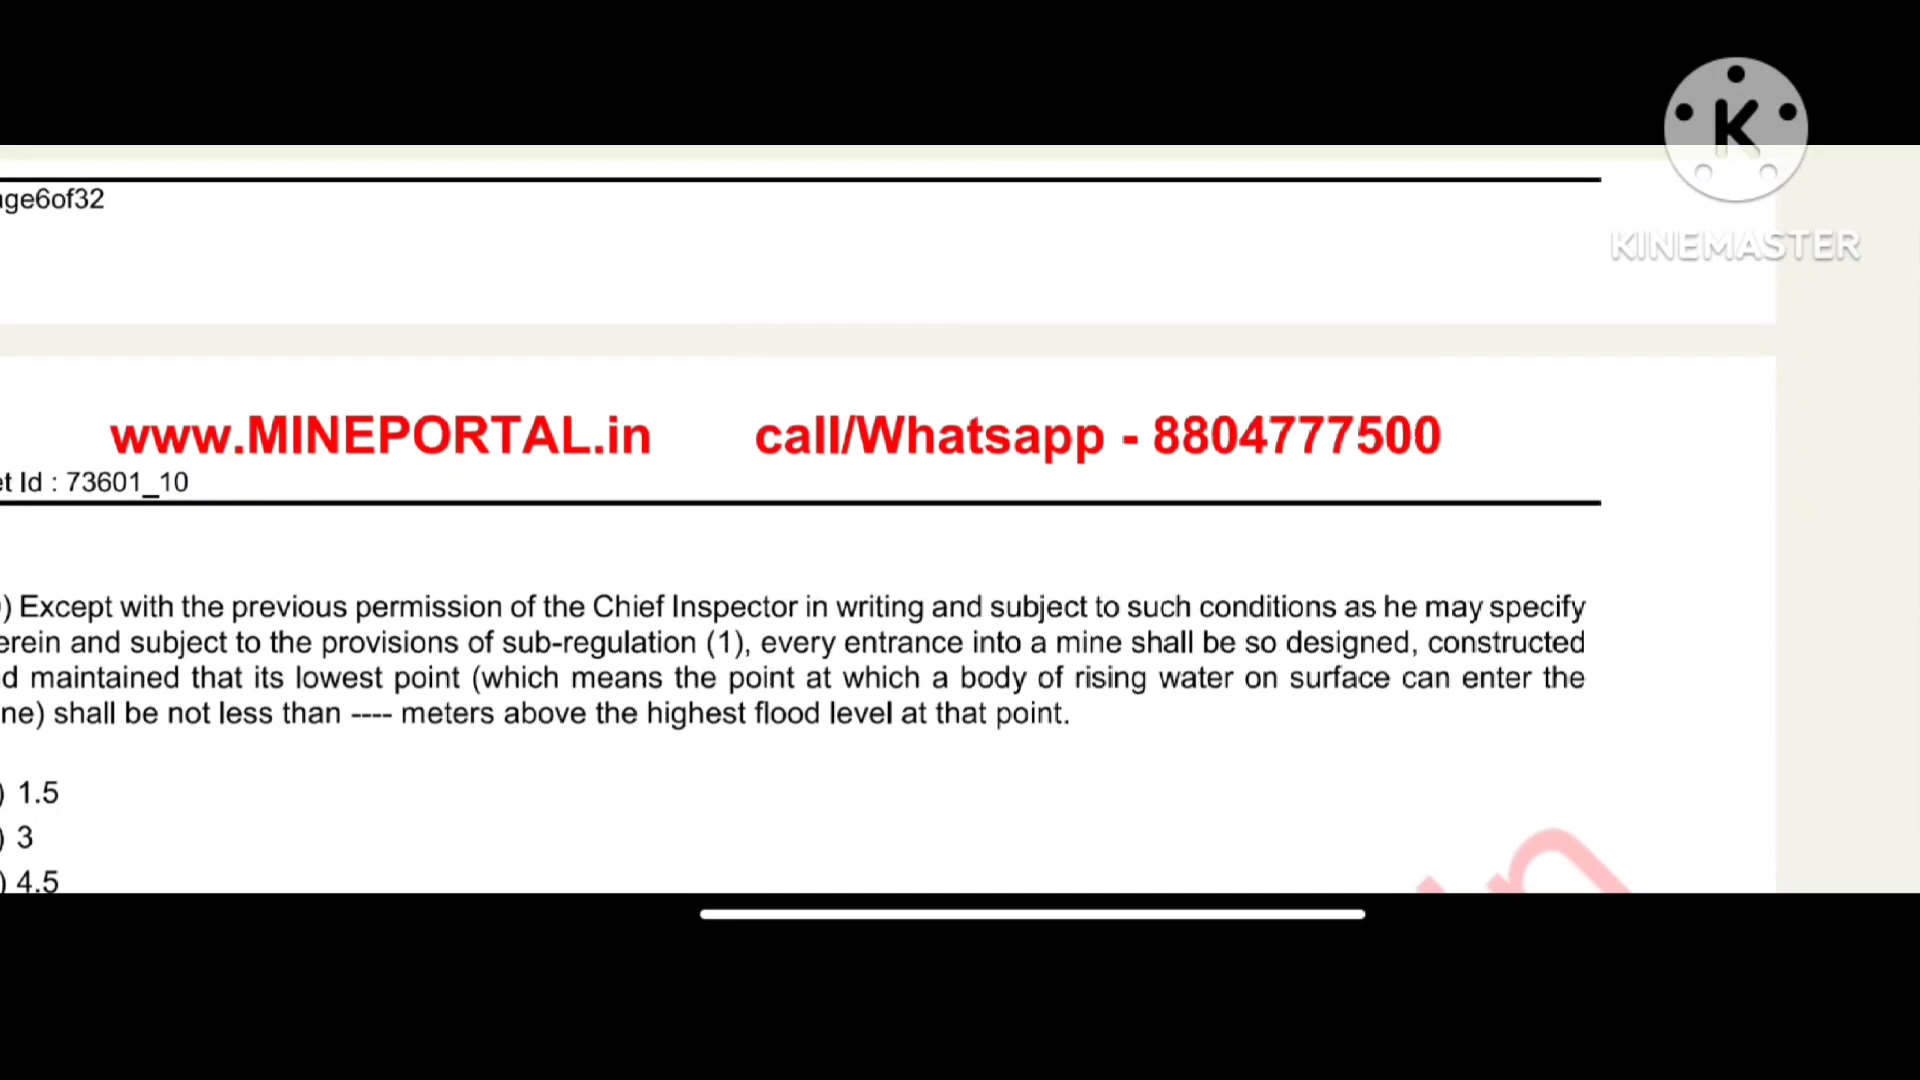 K
KINEMASTER
age6of32
www.MINEPORTAL.in call/Whatsapp - 8804777500
et Id : 73601_10
) Except with the previous permission of the Chief Inspector in writing and subject to such conditions as he may specify
erein and subject to the provisions of sub-regulation (1), every entrance into a mine shall be so designed, constructed
d maintained that its lowest point (which means the point at which a body of rising water on surface can enter the
ne) shall be not less than ---- meters above the highest flood level at that point.
) 1.5
) 3
) 4.5